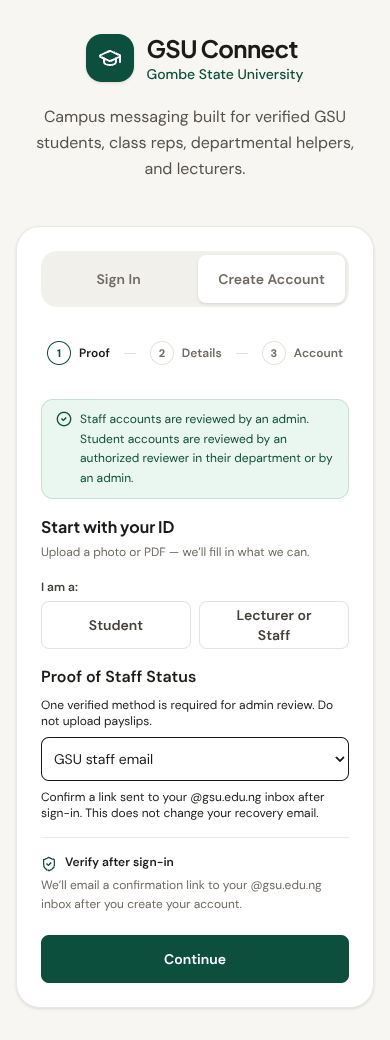 GSU Connect
Gombe State University
Campus messaging built for verified GSU
students, class reps, departmental helpers,
and lecturers.
Sign In
Create Account
1 Proof
2 Details
3 Account
Staff accounts are reviewed by an admin.
Student accounts are reviewed by an
authorized reviewer in their department or by
an admin.
Start with your ID
Upload a photo or PDF — we'll fill in what we can.
I am a:
Student
Lecturer or
Staff
Proof of Staff Status
One verified method is required for admin review. Do
not upload payslips.
GSU staff email
Confirm a link sent to your @gsu.edu.ng inbox after
sign-in. This does not change your recovery email.
Verify after sign-in
We'll email a confirmation link to your @gsu.edu.ng
inbox after you create your account.
Continue